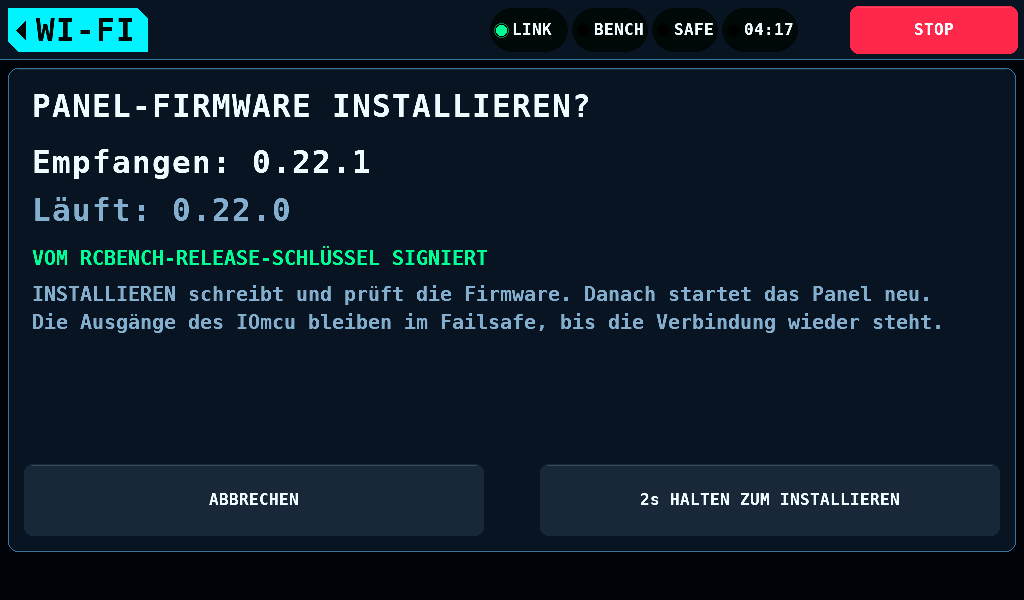 WI-FI
LINK
BENCH
SAFE
04:17
STOP
PANEL-FIRMWARE INSTALLIEREN?
Empfangen: 0.22.1
Läuft: 0.22.0
VOM RCBENCH-RELEASE-SCHLÜSSEL SIGNIERT
INSTALLIEREN schreibt und prüft die Firmware. Danach startet das Panel neu.
Die Ausgänge des IOmcu bleiben im Failsafe, bis die Verbindung wieder steht.
ABBRECHEN
2s HALTEN ZUM INSTALLIEREN